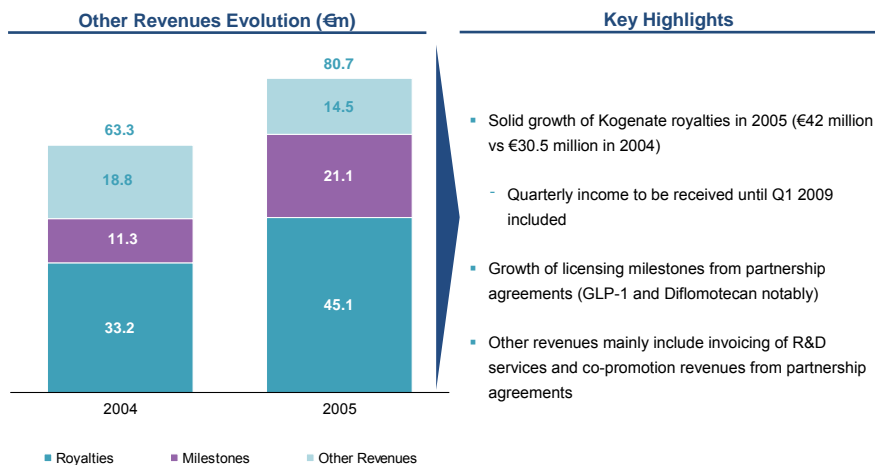 Other Revenues Evolution (€m)
80.7
14.5
63.3
18.8
21.1
11.3
45.1
33.2
2004
2005
Royalties
Milestones
Other Revenues
Key Highlights
Solid growth of Kogenate royalties in 2005 (€42 million
vs €30.5 million in 2004)
- Quarterly income to be received until Q1 2009
included
Growth of licensing milestones from partnership
agreements (GLP-1 and Diflomotecan notably)
Other revenues mainly include invoicing of R&D
services and co-promotion revenues from partnership
agreements